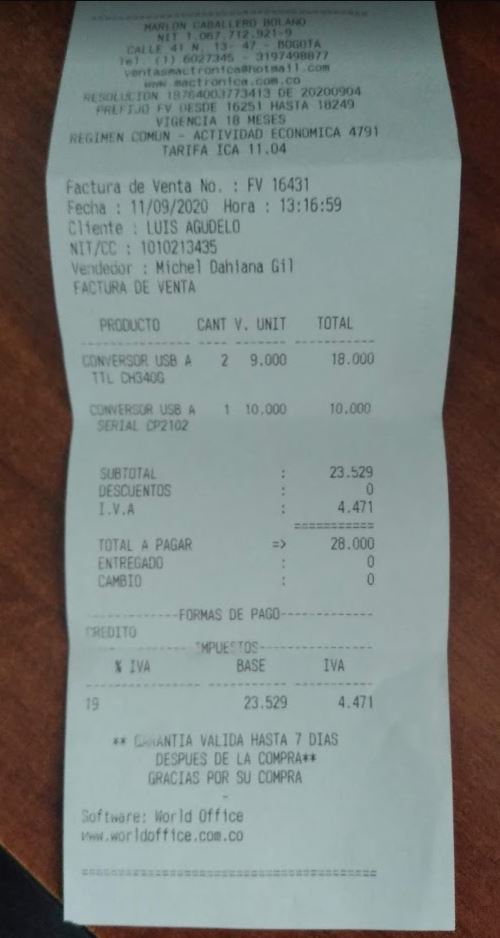 MARLON CABALLERO BOLAÑO
NIT 1.067.712.921-9
CALLE 41 N. 13- 47 - BOGOTA
Tel. (1) 6027345 - 3197498877
ventasmactronica@hotmail.com
www.mactronica.com.co
RESOLUCION 18764003773413 DE 20200904
PREFIJO FV DESDE 16251 HASTA 18249
VIGENCIA 18 MESES
REGIMEN COMUN - ACTIVIDAD ECONOMICA 4791
TARIFA ICA 11.04
Factura de Venta No. : FV 16431
Fecha : 11/09/2020 Hora : 13:16:59
Cliente : LUIS AGUDELO
NIT/CC : 1010213435
Vendedor : Michel Dahiana Gil
FACTURA DE VENTA
PRODUCTO CANT V. UNIT TOTAL
CONVERSOR USB A 2 9.000 18.000
TTL CH340G
CONVERSOR USB A 1 10.000 10.000
SERIAL CP2102
SUBTOTAL : 23.529
DESCUENTOS : 0
I.V.A : 4.471
===========
TOTAL A PAGAR => 28.000
ENTREGADO : 0
CAMBIO : 0
------------FORMAS DE PAGO-------------
CREDITO
IMPUESTOS----------------
% IVA BASE IVA
19 23.529 4.471
** GARANTIA VALIDA HASTA 7 DIAS
DESPUES DE LA COMPRA**
GRACIAS POR SU COMPRA
-
Software: World Office
www.worldoffice.com.co